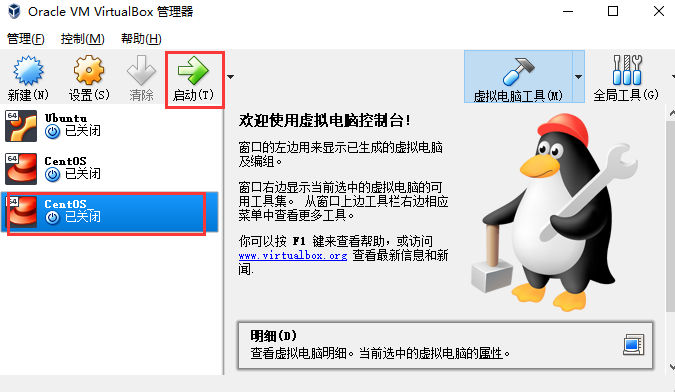 Oracle VM VirtualBox 管理器
管理(F) 控制(M) 帮助(H)
新建(N) 设置(S) 清除 启动(T) 虚拟电脑工具(M) 全局工具(G)
64 Ubuntu
已关闭
64 CentOS
已关闭
64 CentOS_
已关闭
欢迎使用虚拟电脑控制台!
窗口的左边用来显示已生成的虚拟电脑
及编组。
窗口右边显示当前选中的虚拟电脑的可
用工具集。 从窗口上边工具栏右边相应
菜单中查看更多工具。
你可以按 F1 键来查看帮助，或访问
www.virtualbox.org 查看最新信息和新
闻.
明细(D)
查看虚拟电脑明细。当前选中的虚拟电脑的属性。